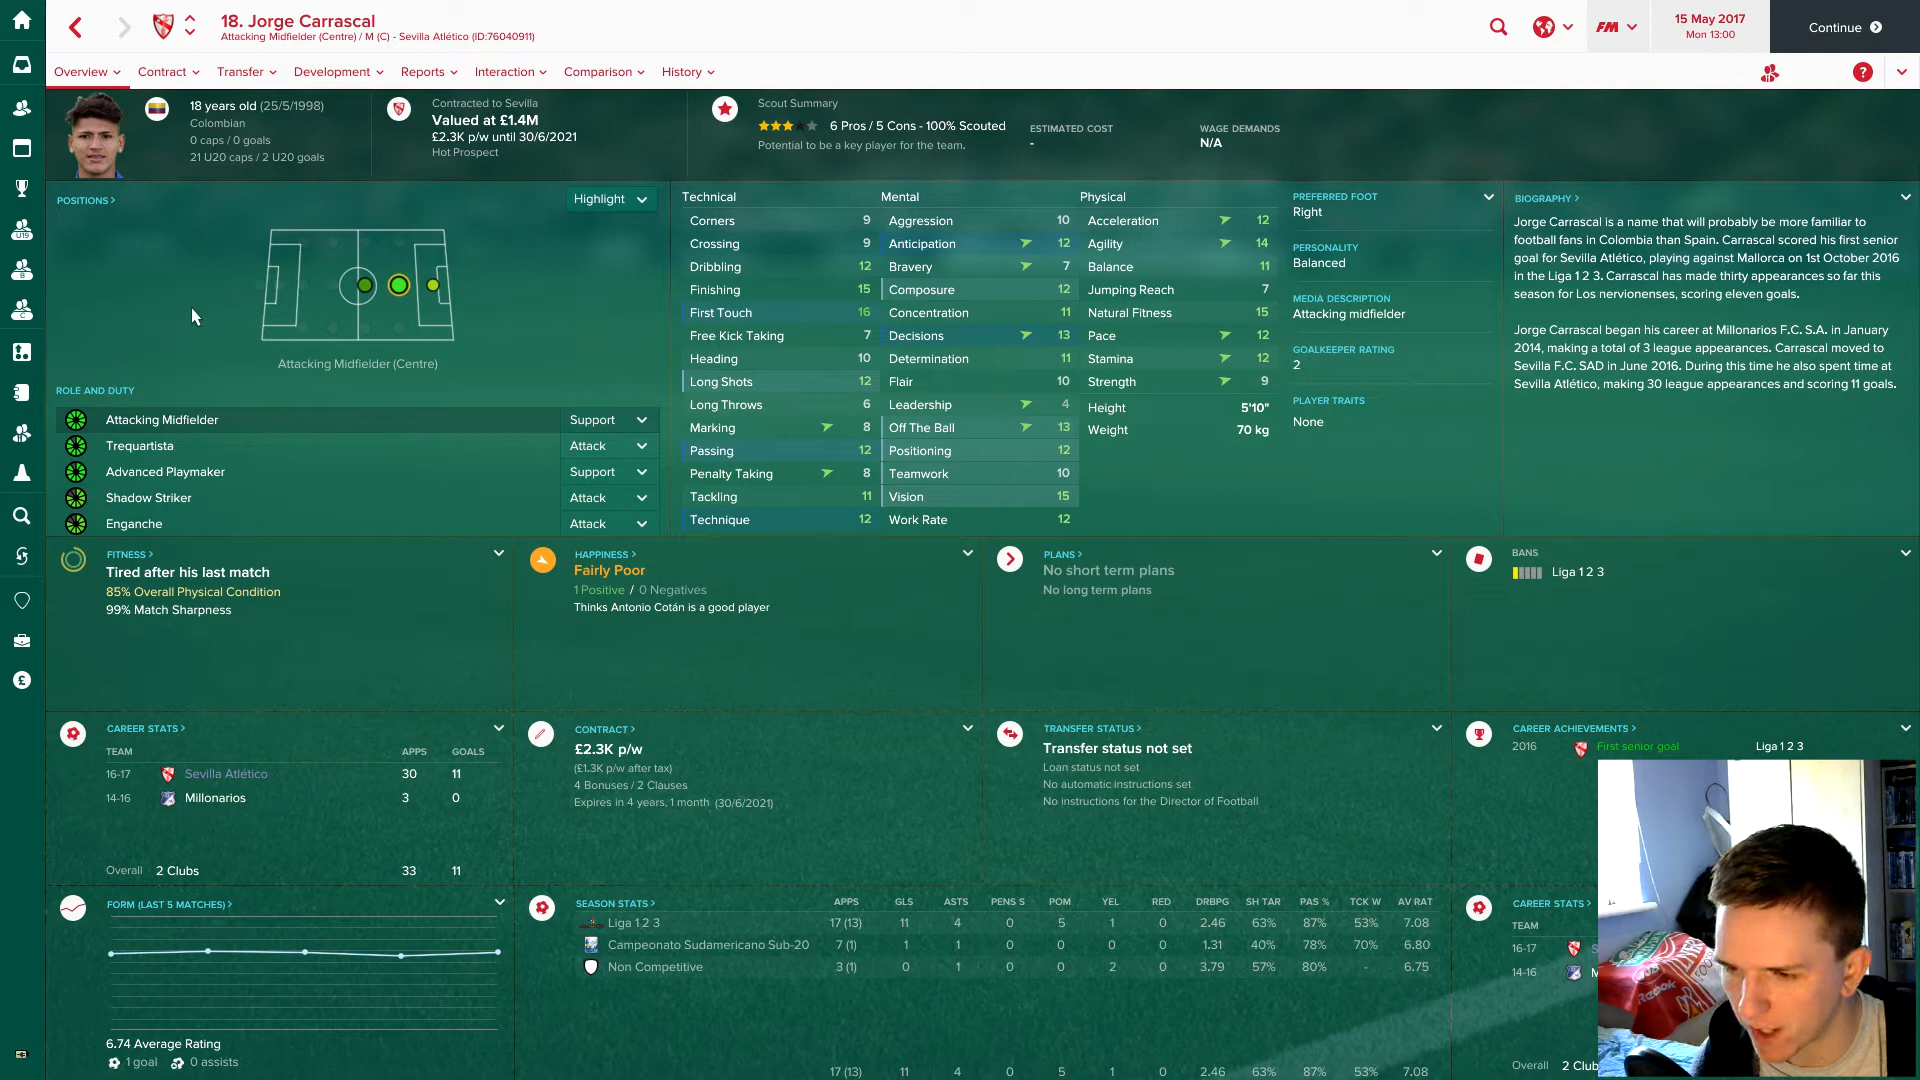 18. Jorge Carrascal
Attacking Midfielder (Centre) / M (C) - Sevilla Atlético (ID:76040911)
FM
15 May 2017
Mon 13:00
Continue
Overview Contract Transfer Development Reports Interaction Comparison History
?
18 years old (25/5/1998)
Colombian
0 caps / 0 goals
21 U20 caps / 2 U20 goals
Contracted to Sevilla
Valued at £1.4M
£2.3K p/w until 30/6/2021
Hot Prospect
Scout Summary
6 Pros / 5 Cons - 100% Scouted
Potential to be a key player for the team.
ESTIMATED COST
-
WAGE DEMANDS
N/A
POSITIONS >
Highlight
Attacking Midfielder (Centre)
ROLE AND DUTY
Attacking Midfielder Support
Trequartista Attack
Advanced Playmaker Support
Shadow Striker Attack
Enganche Attack
Technical
Corners 9
Crossing 9
Dribbling 12
Finishing 15
First Touch 16
Free Kick Taking 7
Heading 10
Long Shots 12
Long Throws 6
Marking 8
Passing 12
Penalty Taking 8
Tackling 11
Technique 12
Mental
Aggression 10
Anticipation 12
Bravery 7
Composure 12
Concentration 11
Decisions 13
Determination 11
Flair 10
Leadership 4
Off The Ball 13
Positioning 12
Teamwork 10
Vision 15
Work Rate 12
Physical
Acceleration 12
Agility 14
Balance 11
Jumping Reach 7
Natural Fitness 15
Pace 12
Stamina 12
Strength 9
Height 5'10"
Weight 70 kg
PREFERRED FOOT
Right
PERSONALITY
Balanced
MEDIA DESCRIPTION
Attacking midfielder
GOALKEEPER RATING
2
PLAYER TRAITS
None
BIOGRAPHY >
Jorge Carrascal is a name that will probably be more familiar to
football fans in Colombia than Spain. Carrascal scored his first senior
goal for Sevilla Atlético, playing against Mallorca on 1st October 2016
in the Liga 1 2 3. Carrascal has made thirty appearances so far this
season for Los nervionenses, scoring eleven goals.
Jorge Carrascal began his career at Millonarios F.C. S.A. in January
2014, making a total of 3 league appearances. Carrascal moved to
Sevilla F.C. SAD in June 2016. During this time he also spent time at
Sevilla Atlético, making 30 league appearances and scoring 11 goals.
FITNESS >
Tired after his last match
85% Overall Physical Condition
99% Match Sharpness
HAPPINESS >
Fairly Poor
1 Positive / 0 Negatives
Thinks Antonio Cotán is a good player
PLANS >
No short term plans
No long term plans
BANS
Liga 1 2 3
CAREER STATS >
TEAM APPS GOALS
16-17 Sevilla Atlético 30 11
14-16 Millonarios 3 0
Overall 2 Clubs 33 11
CONTRACT >
£2.3K p/w
(£1.3K p/w after tax)
4 Bonuses / 2 Clauses
Expires in 4 years, 1 month (30/6/2021)
TRANSFER STATUS >
Transfer status not set
Loan status not set
No automatic instructions set
No instructions for the Director of Football
CAREER ACHIEVEMENTS >
2016 First senior goal Liga 1 2 3
FORM (LAST 5 MATCHES) >
6.74 Average Rating
1 goal 0 assists
SEASON STATS > APPS GLS ASTS PENS S POM YEL RED DRBPG SH TAR PAS % TCK W AV RAT
Liga 1 2 3 17 (13) 11 4 0 5 1 0 2.46 63% 87% 53% 7.08
Campeonato Sudamericano Sub-20 7 (1) 1 1 0 0 0 0 1.31 40% 78% 70% 6.80
Non Competitive 3 (1) 0 1 0 0 2 0 3.79 57% 80% - 6.75
17 (13) 11 4 0 5 1 0 2.46 63% 87% 53% 7.08
CAREER STATS >
TEAM
16-17 S
14-16 M
Overall 2 Club
Reebok